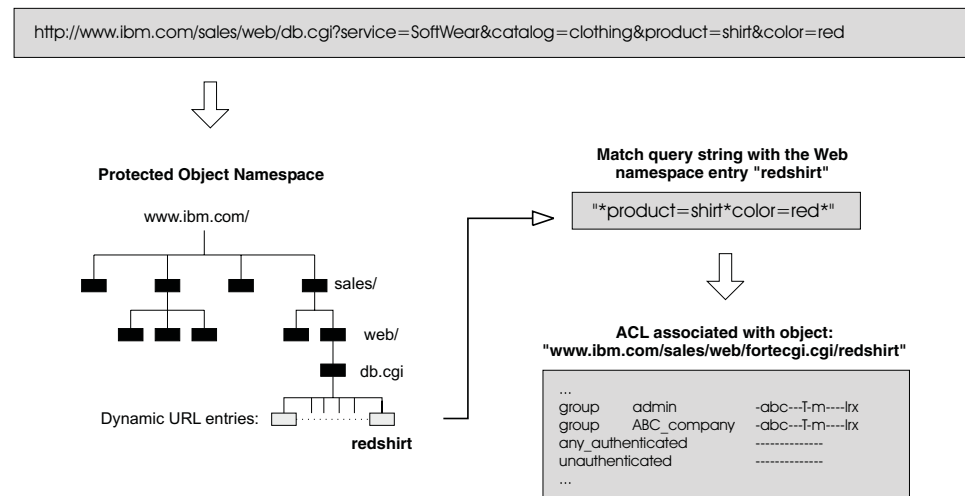 http://www.ibm.com/sales/web/db.cgi?service=SoftWear&catalog=clothing&product=shirt&color=red
Protected Object Namespace
www.ibm.com/
sales/
web/
db.cgi
Dynamic URL entries:
redshirt
Match query string with the Web
namespace entry "redshirt"
"*product=shirt*color=red*"
ACL associated with object:
"www.ibm.com/sales/web/fortecgi.cgi/redshirt"
...
group admin -abc---T-m----lrx
group ABC_company -abc---T-m----lrx
any_authenticated --------------
unauthenticated --------------
...